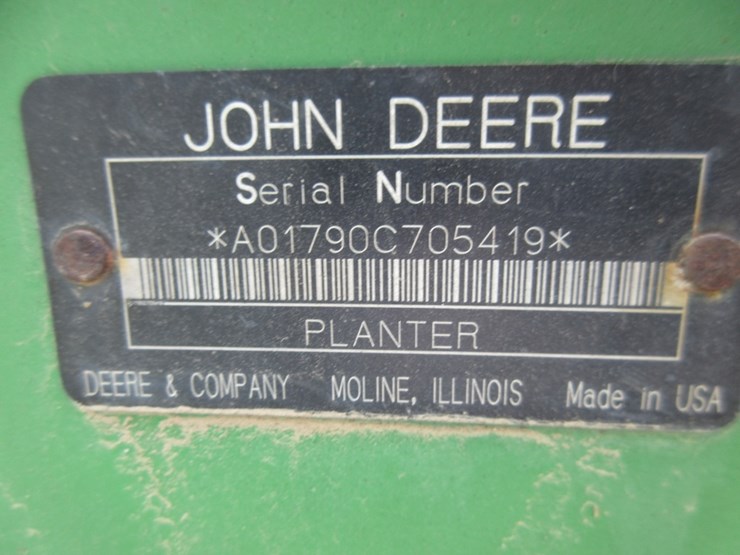 JOHN DEERE
Serial Number
*A01790C705419*
PLANTER
DEERE & COMPANY MOLINE, ILLINOIS Made in USA